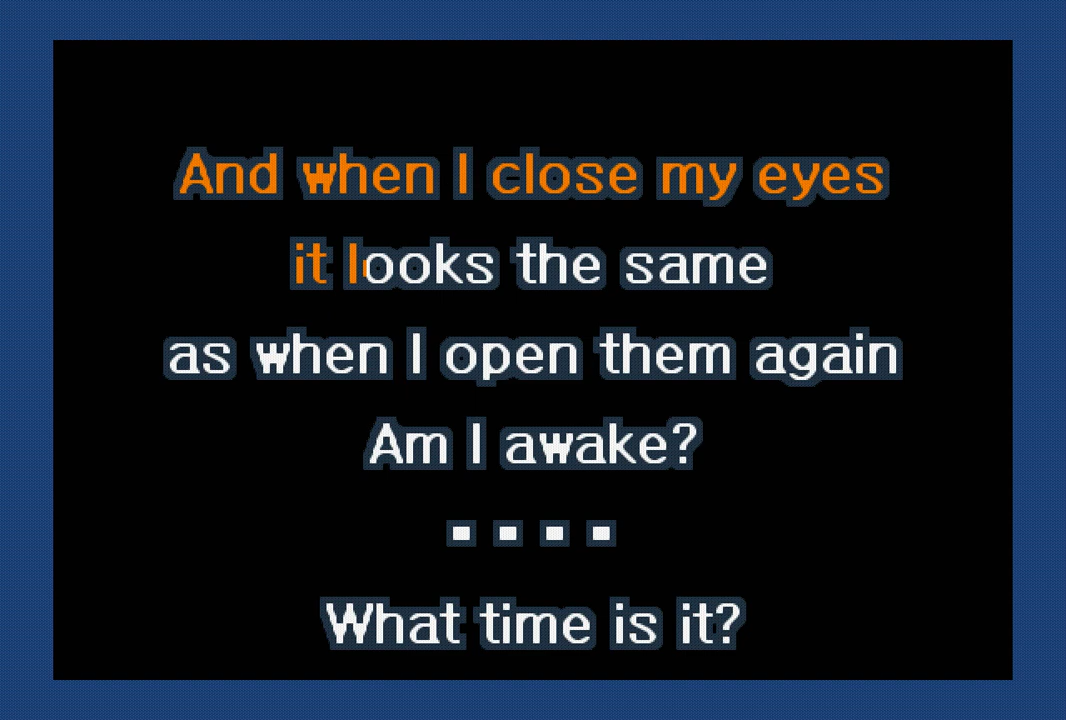 And when I close my eyes
it looks the same
as when I open them again
Am I awake?
▪ ▪ ▪ ▪
What time is it?